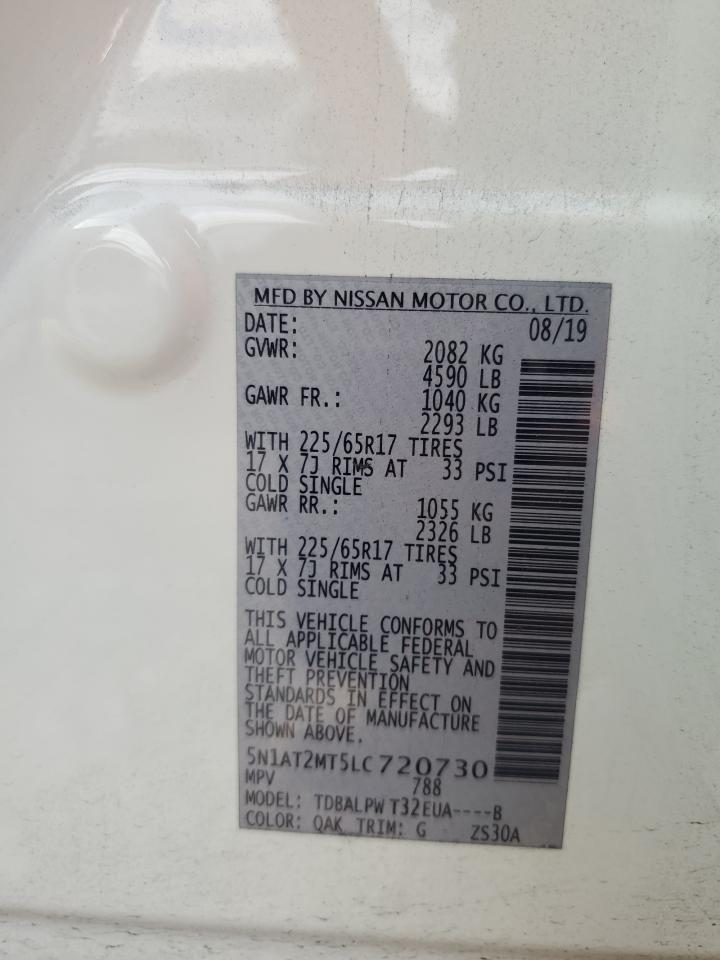 MFD BY NISSAN MOTOR CO., LTD.
DATE: 08/19
GVWR: 2082 KG
4590 LB
GAWR FR.: 1040 KG
2293 LB
WITH 225/65R17 TIRES
17 X 7J RIMS AT 33 PSI
COLD SINGLE
GAWR RR.: 1055 KG
2326 LB
WITH 225/65R17 TIRES
17 X 7J RIMS AT 33 PSI
COLD SINGLE
THIS VEHICLE CONFORMS TO
ALL APPLICABLE FEDERAL
MOTOR VEHICLE SAFETY AND
THEFT PREVENTION
STANDARDS IN EFFECT ON
THE DATE OF MANUFACTURE
SHOWN ABOVE.
5N1AT2MT5LC720730
MPV 788
MODEL: TDBALPW T32EUA----B
COLOR: QAK TRIM: G ZS30A